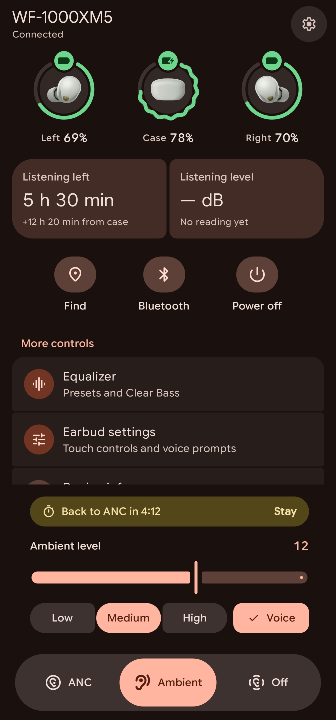 WF-1000XM5
Connected
Left 69%
Case 78%
Right 70%
Listening left
5 h 30 min
+12 h 20 min from case
Listening level
— dB
No reading yet
Find
Bluetooth
Power off
More controls
Equalizer
Presets and Clear Bass
Earbud settings
Touch controls and voice prompts
Back to ANC in 4:12
Stay
Ambient level
12
Low
Medium
High
Voice
ANC
Ambient
Off